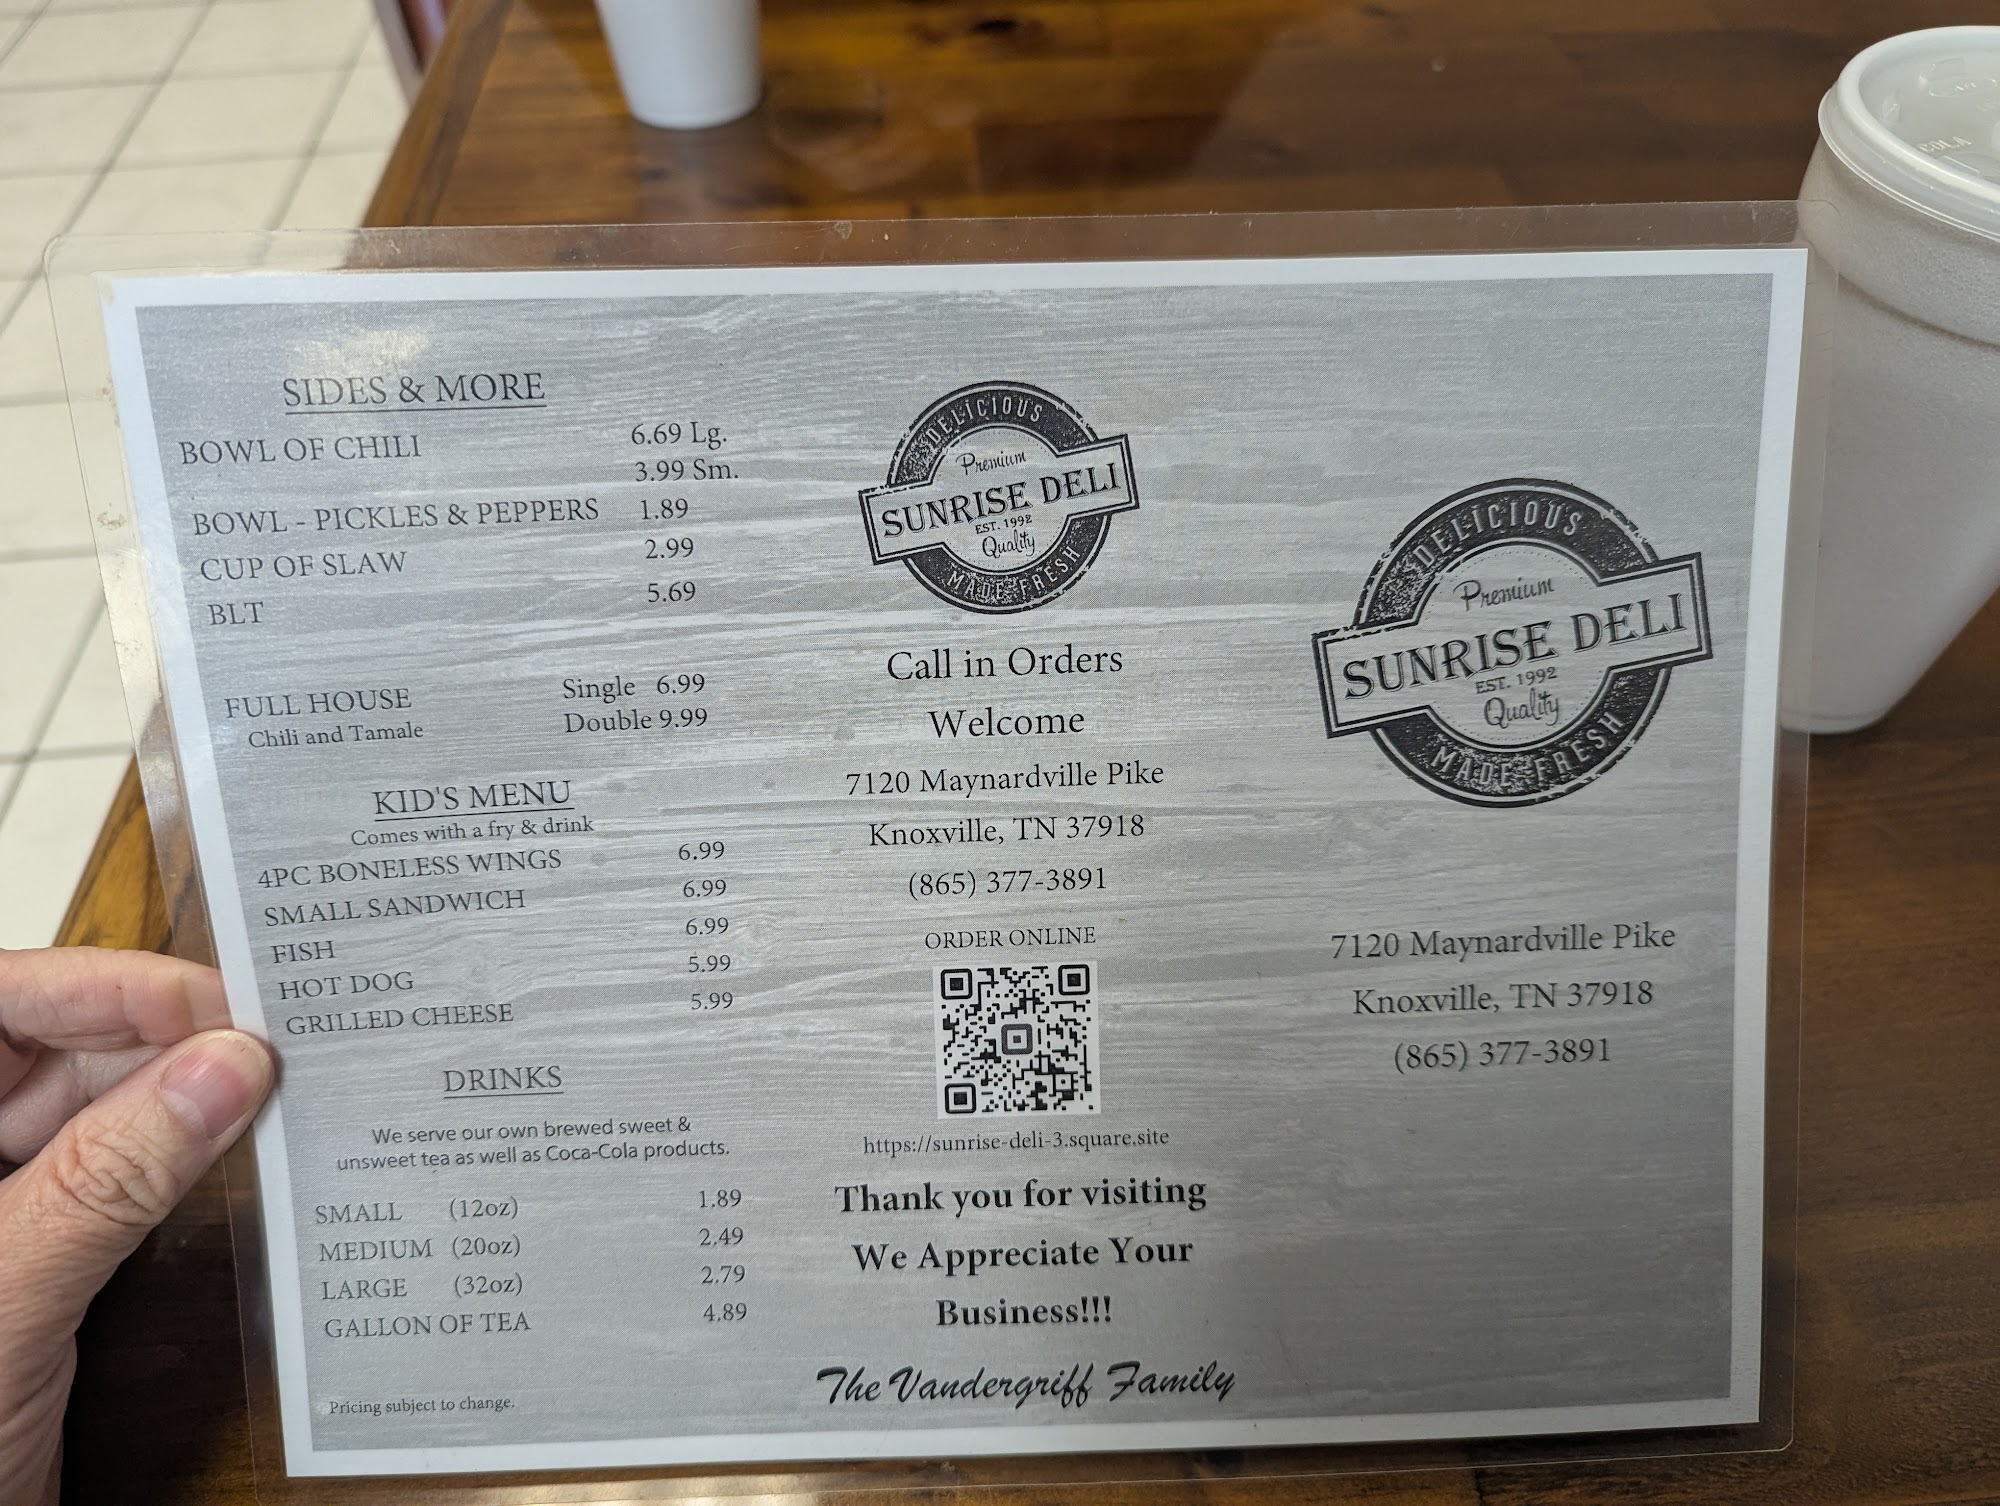 SIDES & MORE
BOWL OF CHILI 6.69 Lg.
3.99 Sm.
BOWL - PICKLES & PEPPERS 1.89
CUP OF SLAW 2.99
BLT 5.69
FULL HOUSE Single 6.99
Chili and Tamale Double 9.99
KID'S MENU
Comes with a fry & drink
4PC BONELESS WINGS 6.99
SMALL SANDWICH 6.99
FISH 6.99
HOT DOG 5.99
GRILLED CHEESE 5.99
DRINKS
We serve our own brewed sweet &
unsweet tea as well as Coca-Cola products.
SMALL (12oz) 1.89
MEDIUM (20oz) 2.49
LARGE (32oz) 2.79
GALLON OF TEA 4.89
Pricing subject to change.
DELICIOUS
Premium
SUNRISE DELI
EST. 1992
Quality
MADE FRESH
Call in Orders
Welcome
7120 Maynardville Pike
Knoxville, TN 37918
(865) 377-3891
ORDER ONLINE
https://sunrise-deli-3.square.site
Thank you for visiting
We Appreciate Your
Business!!!
The Vandergriff Family
DELICIOUS
Premium
SUNRISE DELI
EST. 1992
Quality
MADE FRESH
7120 Maynardville Pike
Knoxville, TN 37918
(865) 377-3891
COLA